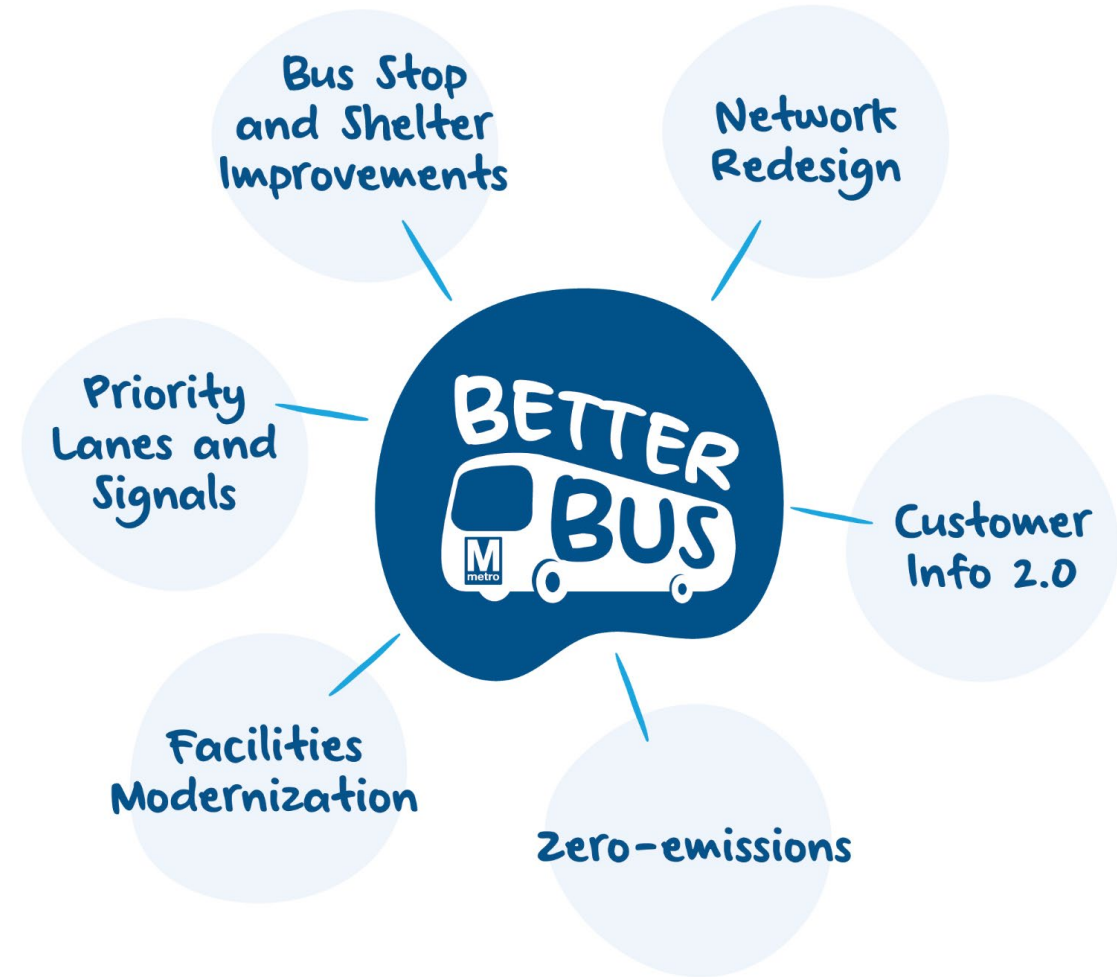 Bus Stop
and Shelter
Improvements
Network
Redesign
Priority
Lanes and
Signals
BETTER
BUS
M
metro
Customer
Info 2.0
Facilities
Modernization
Zero-emissions